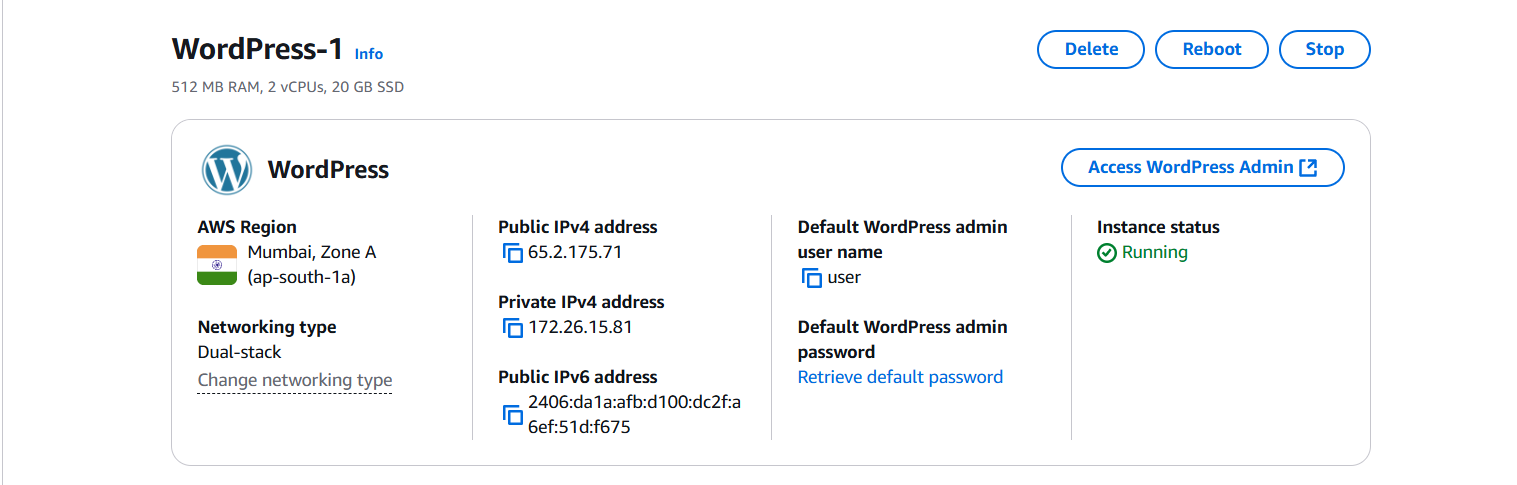 WordPress-1 Info
Delete
Reboot
Stop
512 MB RAM, 2 vCPUs, 20 GB SSD
WordPress
Access WordPress Admin
AWS Region
Mumbai, Zone A
(ap-south-1a)
Networking type
Dual-stack
Change networking type
Public IPv4 address
65.2.175.71
Private IPv4 address
172.26.15.81
Public IPv6 address
2406:da1a:afb:d100:dc2f:a
6ef:51d:f675
Default WordPress admin
user name
user
Default WordPress admin
password
Retrieve default password
Instance status
Running